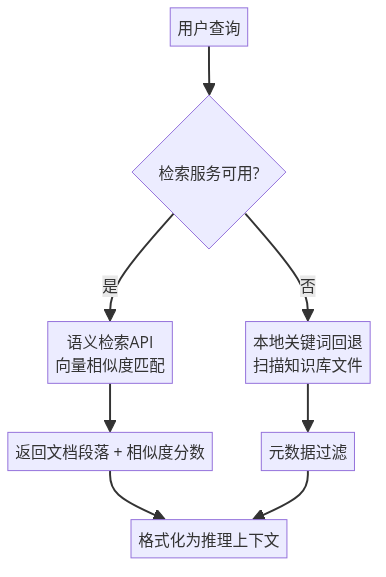 用户查询
检索服务可用?
是
否
语义检索API
向量相似度匹配
本地关键词回退
扫描知识库文件
返回文档段落 + 相似度分数
元数据过滤
格式化为推理上下文